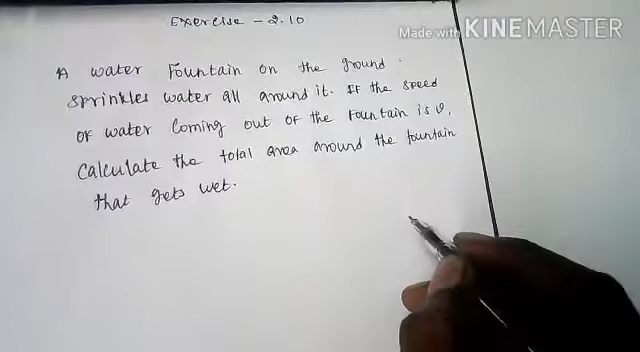 Made with KINEMASTER
Exercise - 2.10
A water Fountain on the ground.
sprinkles water all around it. If the speed
of water Coming out of the Fountain is v,
Calculate the total area around the fountain
that gets wet.